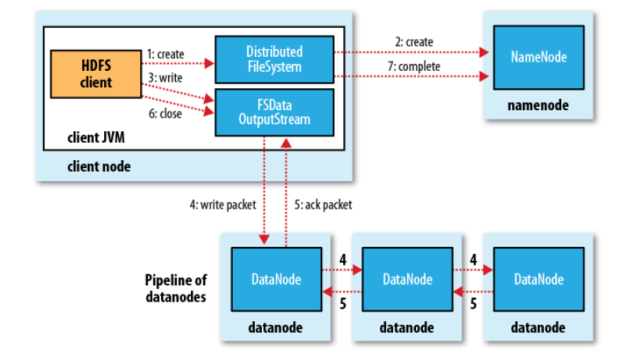 HDFS
client
1: create
3: write
6: close
Distributed
FileSystem
FSData
OutputStream
client JVM
client node
2: create
7: complete
NameNode
namenode
4: write packet
5: ack packet
Pipeline of
datanodes
DataNode
datanode
4
5
DataNode
datanode
4
5
DataNode
datanode